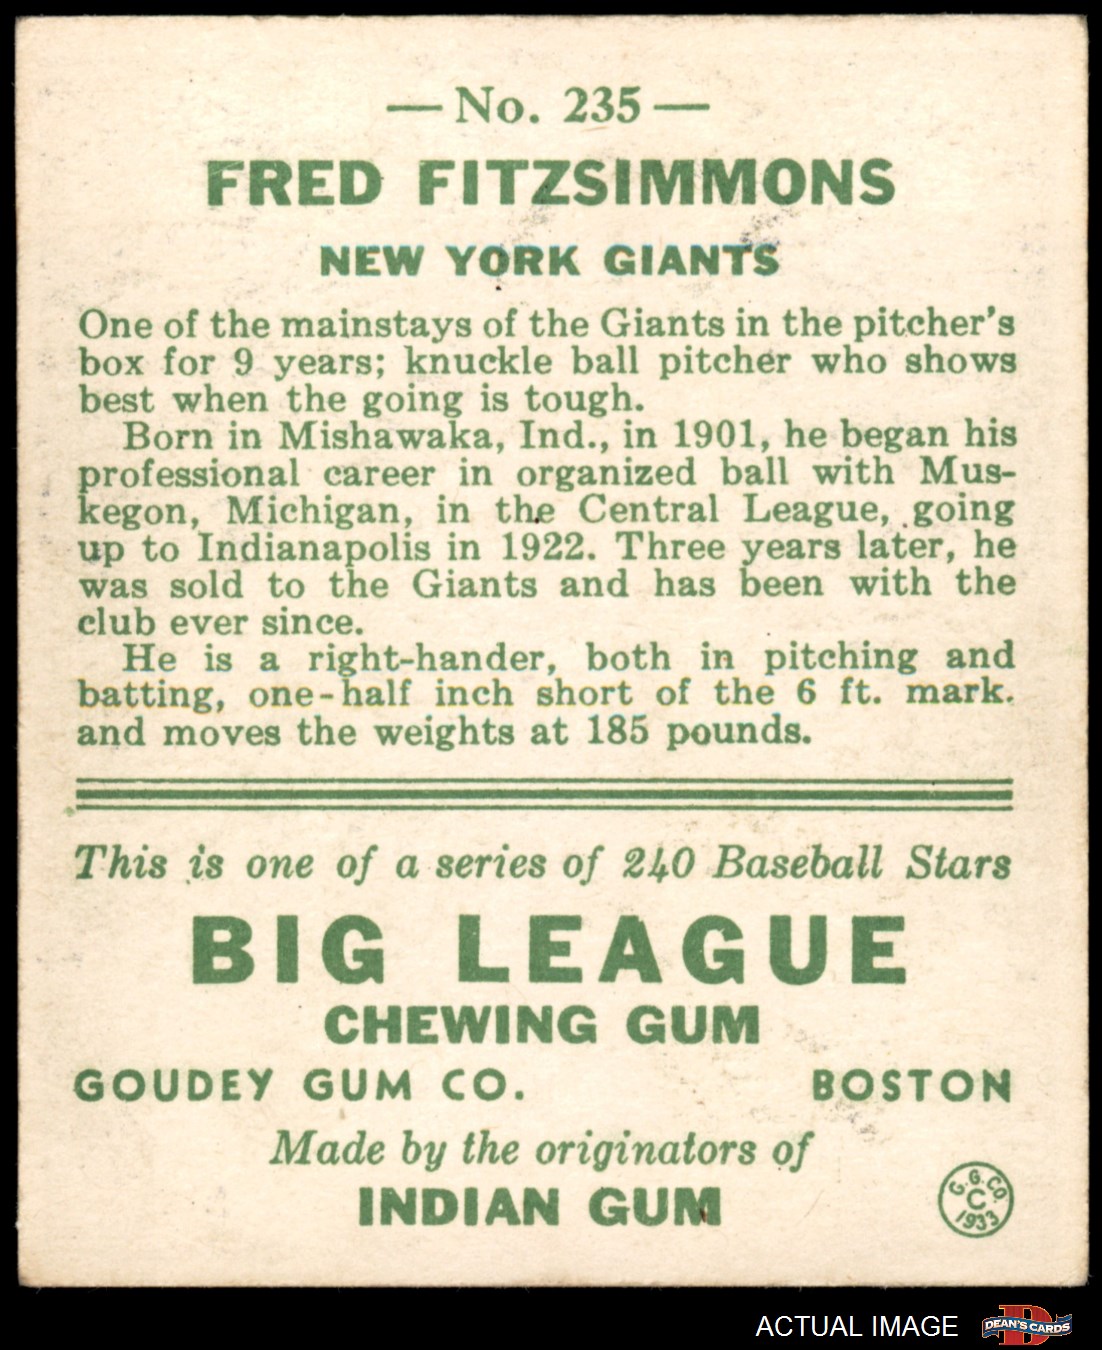 — No. 235 —
FRED FITZSIMMONS
NEW YORK GIANTS
One of the mainstays of the Giants in the pitcher's
box for 9 years; knuckle ball pitcher who shows
best when the going is tough.
Born in Mishawaka, Ind., in 1901, he began his
professional career in organized ball with Mus-
kegon, Michigan, in the Central League, going
up to Indianapolis in 1922. Three years later, he
was sold to the Giants and has been with the
club ever since.
He is a right-hander, both in pitching and
batting, one-half inch short of the 6 ft. mark.
and moves the weights at 185 pounds.
This is one of a series of 240 Baseball Stars
BIG LEAGUE
CHEWING GUM
GOUDEY GUM CO. BOSTON
Made by the originators of
INDIAN GUM
G.G.CO.
C
1933
ACTUAL IMAGE
D
DEAN'S CARDS